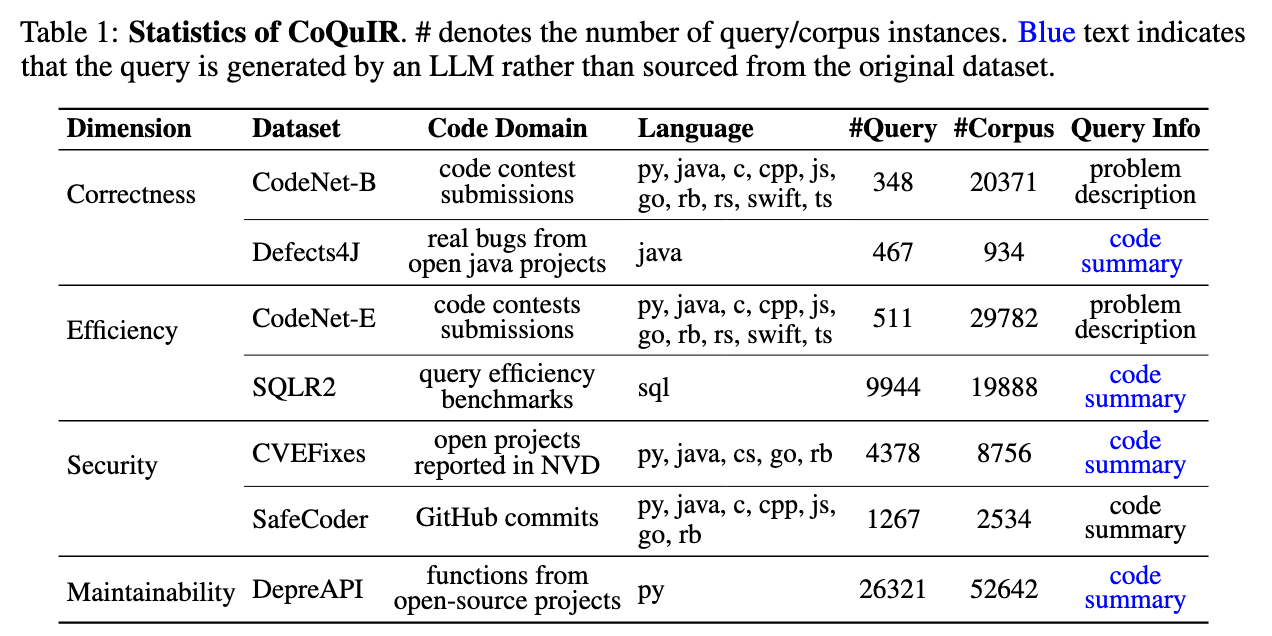 Table 1: Statistics of CoQuIR. # denotes the number of query/corpus instances. Blue text indicates
that the query is generated by an LLM rather than sourced from the original dataset.
Dimension Dataset Code Domain Language #Query #Corpus Query Info
Correctness CodeNet-B code contest submissions py, java, c, cpp, js, go, rb, rs, swift, ts 348 20371 problem description
Defects4J real bugs from open java projects java 467 934 code summary
Efficiency CodeNet-E code contests submissions py, java, c, cpp, js, go, rb, rs, swift, ts 511 29782 problem description
SQLR2 query efficiency benchmarks sql 9944 19888 code summary
Security CVEFixes open projects reported in NVD py, java, cs, go, rb 4378 8756 code summary
SafeCoder GitHub commits py, java, c, cpp, js, go, rb 1267 2534 code summary
Maintainability DepreAPI functions from open-source projects py 26321 52642 code summary